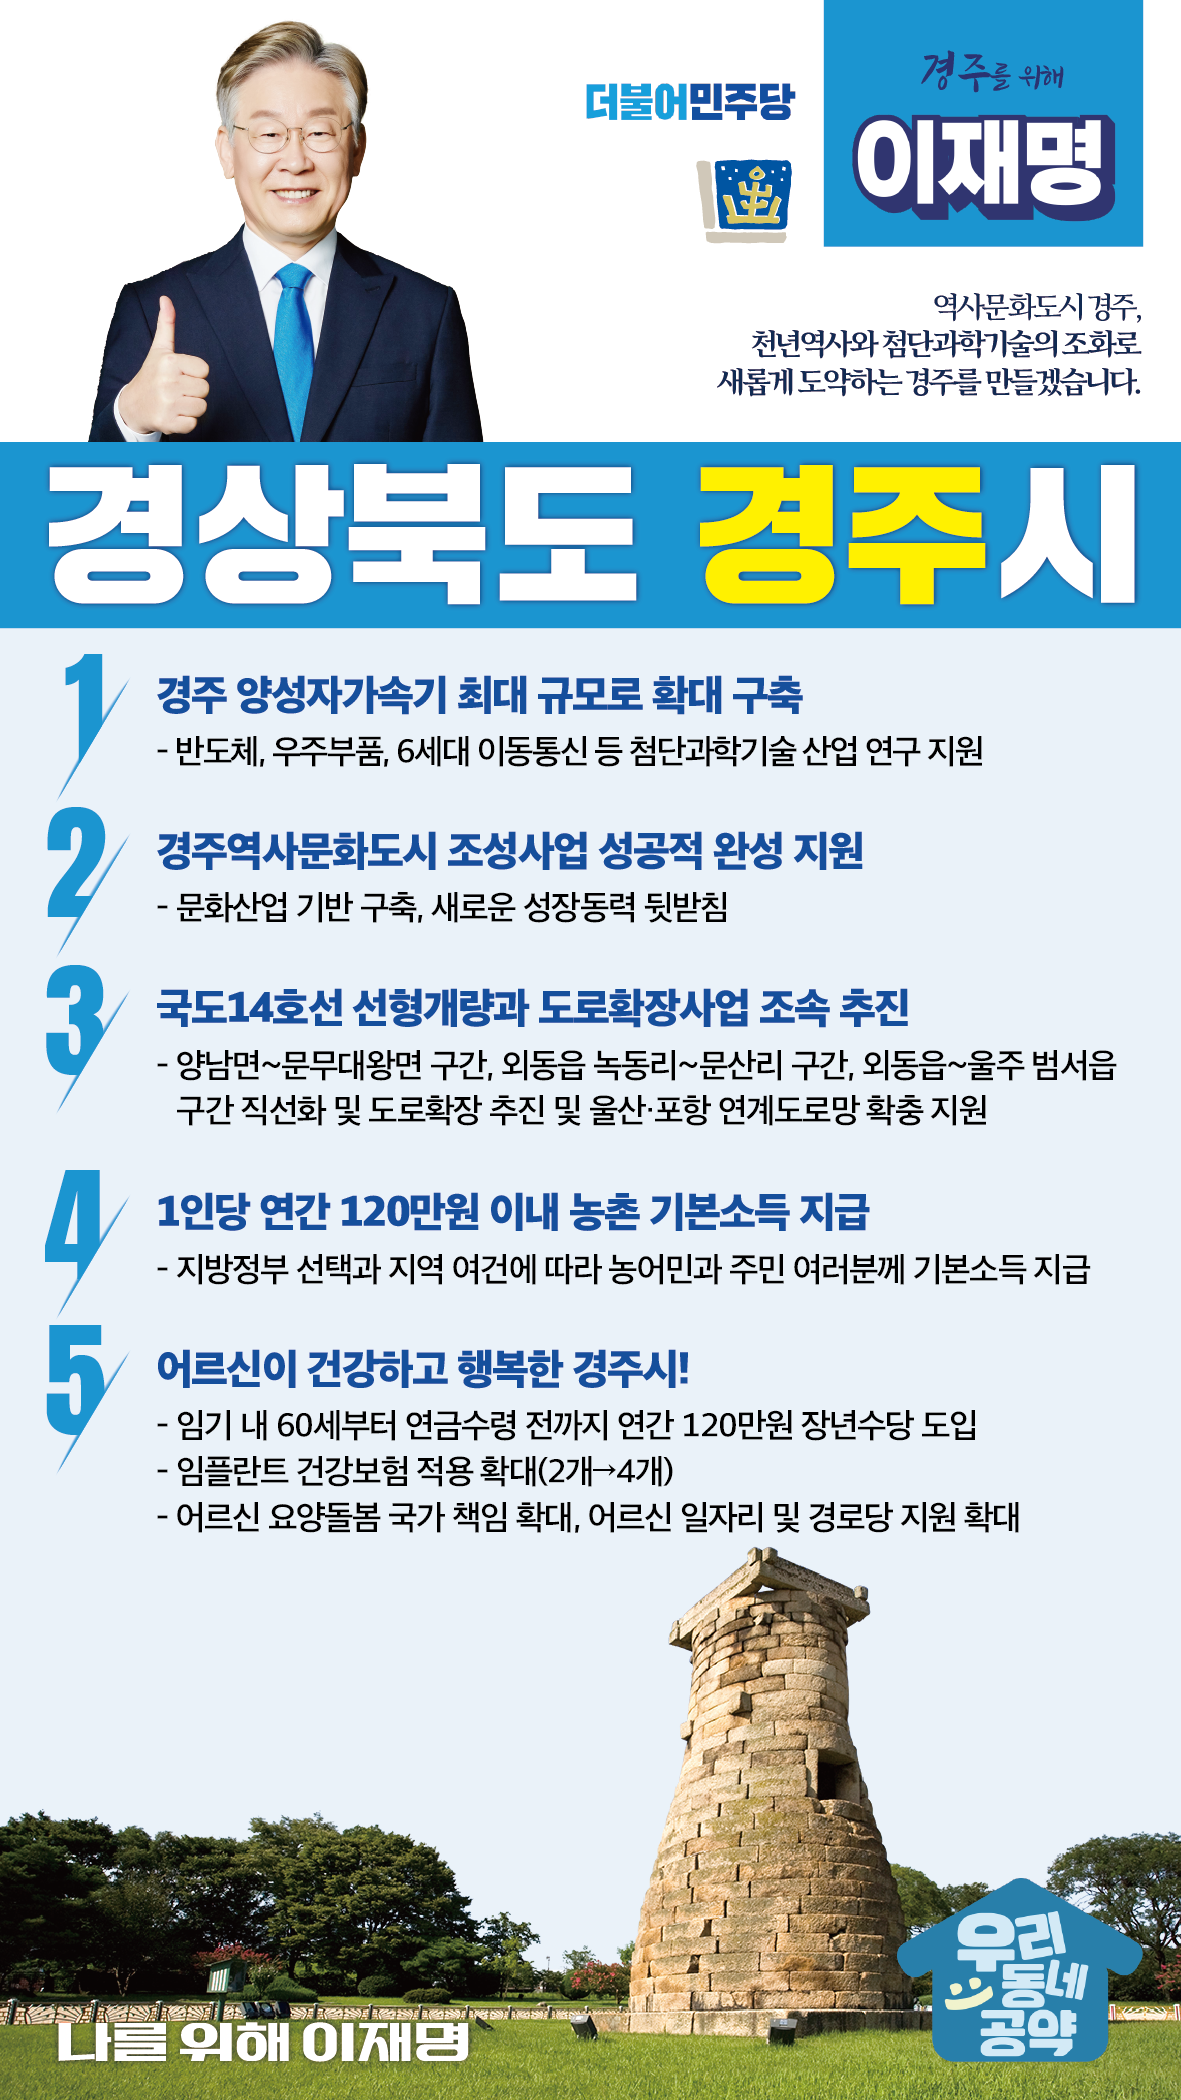 더불어민주당
경주를 위해
이재명
역사문화도시 경주,
천년역사와 첨단과학기술의 조화로
새롭게 도약하는 경주를 만들겠습니다.
경상북도 경주시
1
경주 양성자가속기 최대 규모로 확대 구축
- 반도체, 우주부품, 6세대 이동통신 등 첨단과학기술 산업 연구 지원
2
경주역사문화도시 조성사업 성공적 완성 지원
- 문화산업 기반 구축, 새로운 성장동력 뒷받침
3
국도14호선 선형개량과 도로확장사업 조속 추진
- 양남면~문무대왕면 구간, 외동읍 녹동리~문산리 구간, 외동읍~울주 범서읍
구간 직선화 및 도로확장 추진 및 울산·포항 연계도로망 확충 지원
4
1인당 연간 120만원 이내 농촌 기본소득 지급
- 지방정부 선택과 지역 여건에 따라 농어민과 주민 여러분께 기본소득 지급
5
어르신이 건강하고 행복한 경주시!
- 임기 내 60세부터 연금수령 전까지 연간 120만원 장년수당 도입
- 임플란트 건강보험 적용 확대(2개→4개)
- 어르신 요양돌봄 국가 책임 확대, 어르신 일자리 및 경로당 지원 확대
우리
동네
공약
나를 위해 이재명